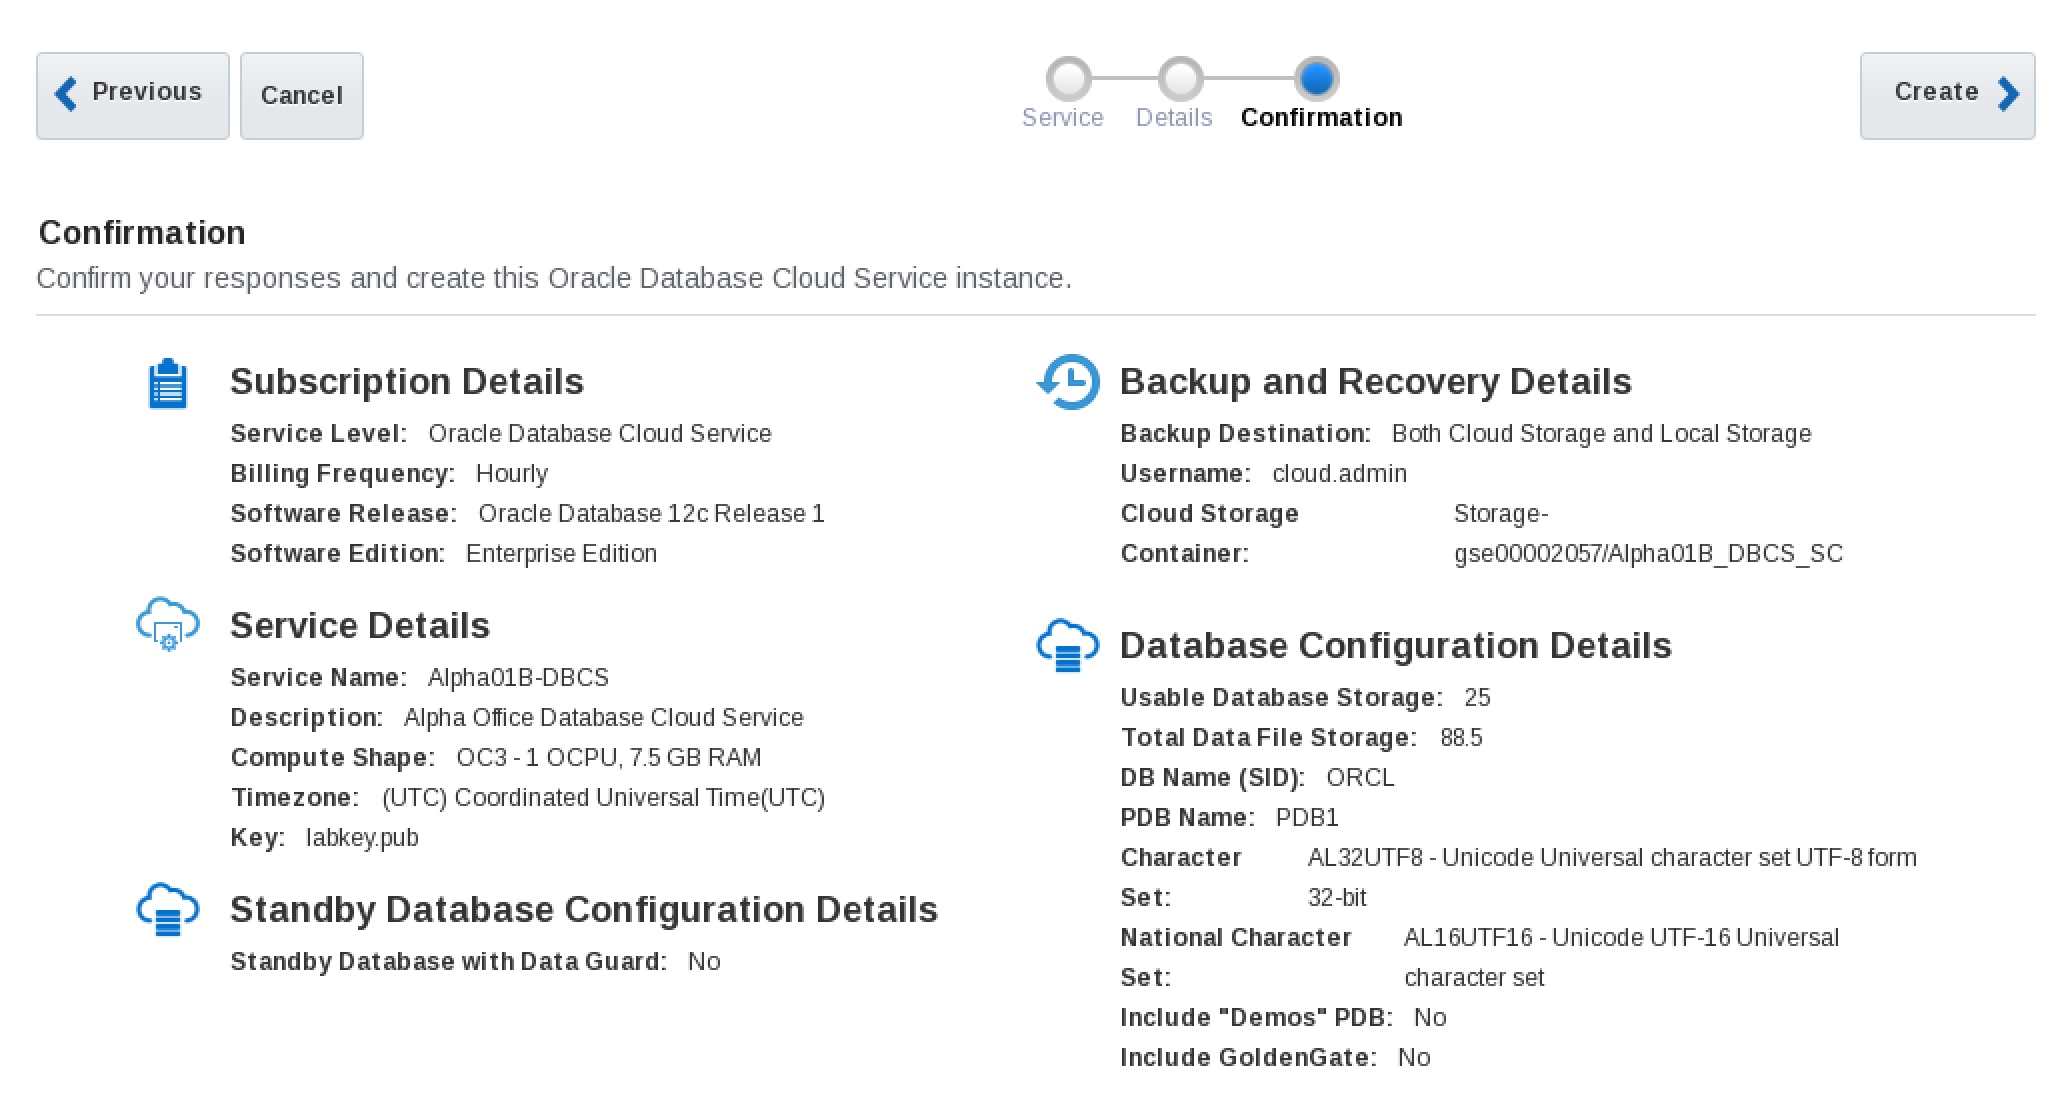 Previous
Cancel
Service
Details
Confirmation
Create
Confirmation
Confirm your responses and create this Oracle Database Cloud Service instance.
Subscription Details
Service Level: Oracle Database Cloud Service
Billing Frequency: Hourly
Software Release: Oracle Database 12c Release 1
Software Edition: Enterprise Edition
Service Details
Service Name: Alpha01B-DBCS
Description: Alpha Office Database Cloud Service
Compute Shape: OC3 - 1 OCPU, 7.5 GB RAM
Timezone: (UTC) Coordinated Universal Time(UTC)
Key: labkey.pub
Standby Database Configuration Details
Standby Database with Data Guard: No
Backup and Recovery Details
Backup Destination: Both Cloud Storage and Local Storage
Username: cloud.admin
Cloud Storage Storage-
Container: gse00002057/Alpha01B_DBCS_SC
Database Configuration Details
Usable Database Storage: 25
Total Data File Storage: 88.5
DB Name (SID): ORCL
PDB Name: PDB1
Character AL32UTF8 - Unicode Universal character set UTF-8 form
Set: 32-bit
National Character AL16UTF16 - Unicode UTF-16 Universal
Set: character set
Include "Demos" PDB: No
Include GoldenGate: No